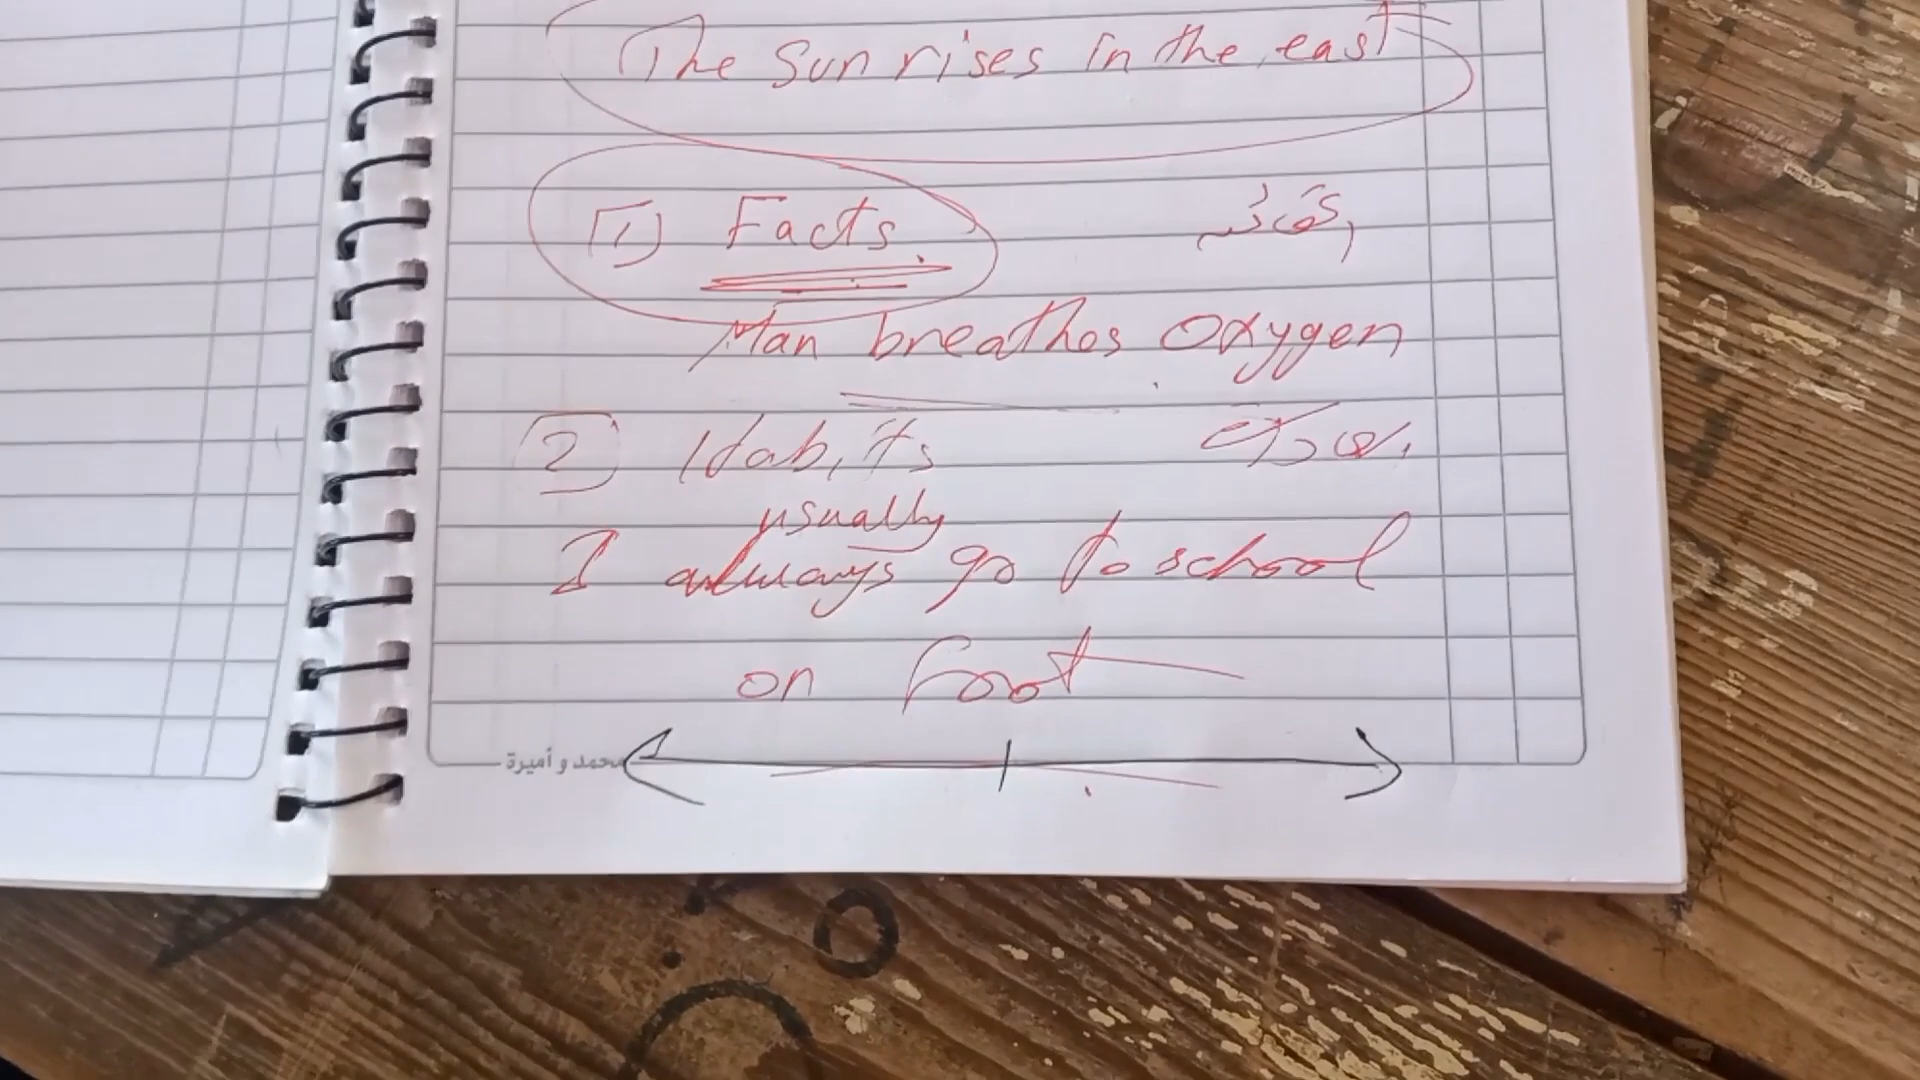 The Sun rises in the east
[1] Facts حقائق
Man breathes Oxygen
[2] Habits
usually
I always go to school
on foot
محمد و أميرة